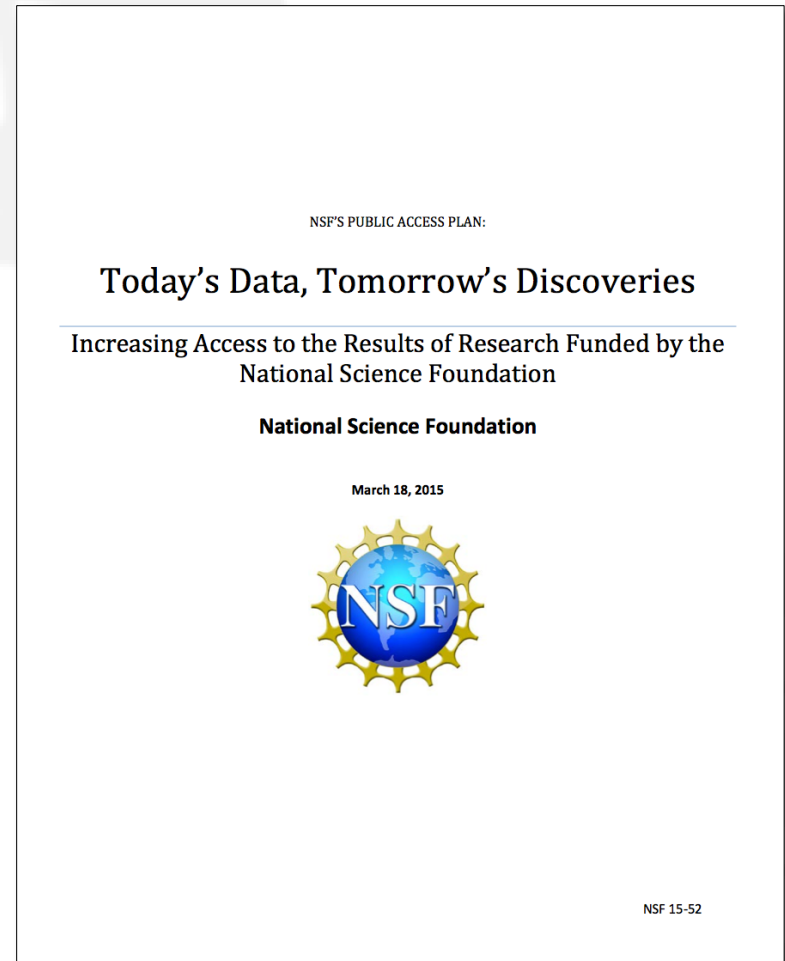 NSF'S PUBLIC ACCESS PLAN:
Today's Data, Tomorrow's Discoveries
Increasing Access to the Results of Research Funded by the
National Science Foundation
National Science Foundation
March 18, 2015
NSF
NSF 15-52